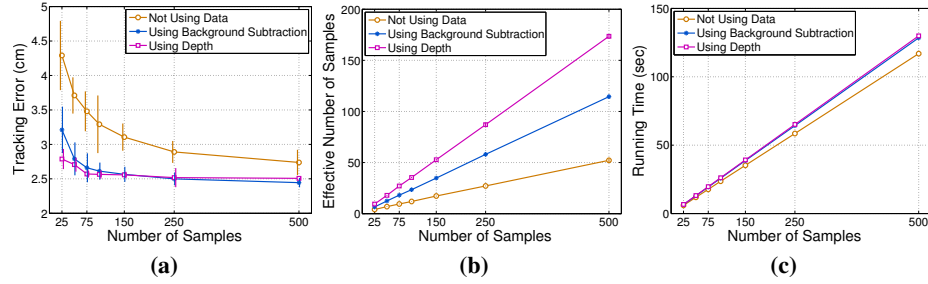 Tracking Error (cm)
5
4.5
4
3.5
3
2.5
2
Not Using Data
Using Background Subtraction
Using Depth
25 75 150 250 500
Number of Samples
(a)
Effective Number of Samples
200
150
100
50
0
Not Using Data
Using Background Subtraction
Using Depth
25 75 150 250 500
Number of Samples
(b)
Running Time (sec)
150
100
50
0
Not Using Data
Using Background Subtraction
Using Depth
25 75 150 250 500
Number of Samples
(c)